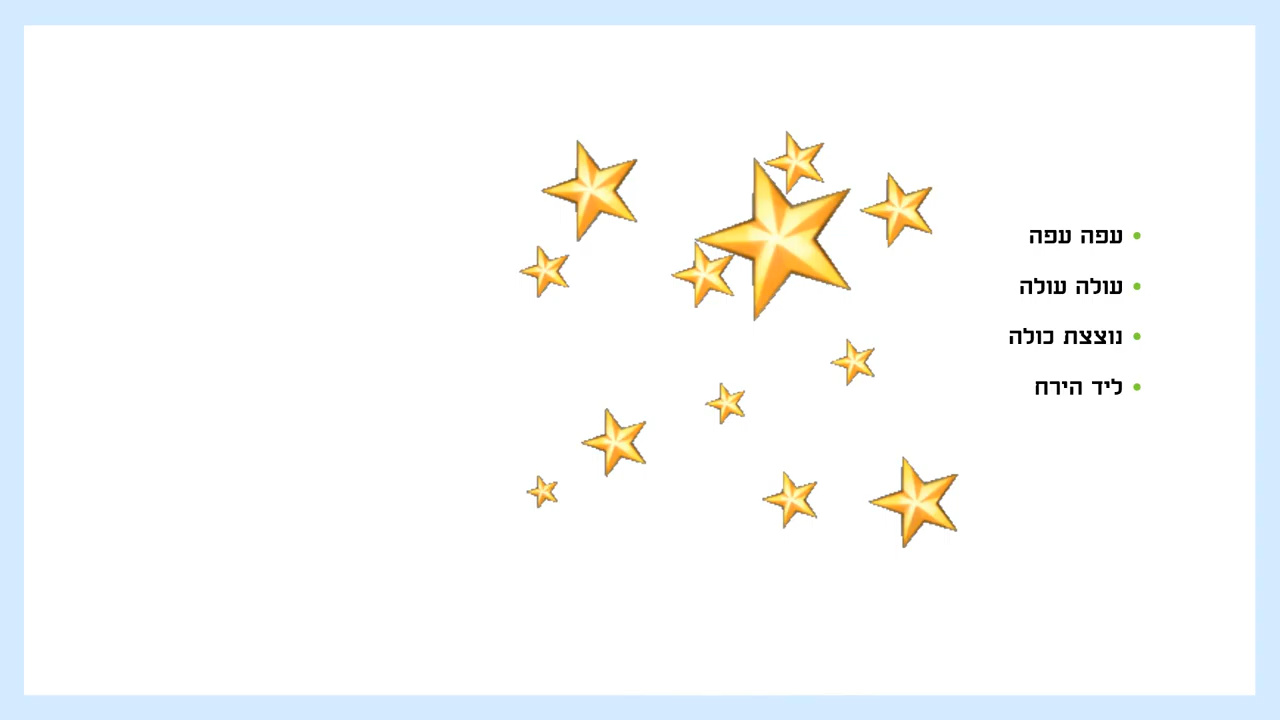 • עפה עפה
• עולה עולה
• נוצצת כולה
• ליד הירח